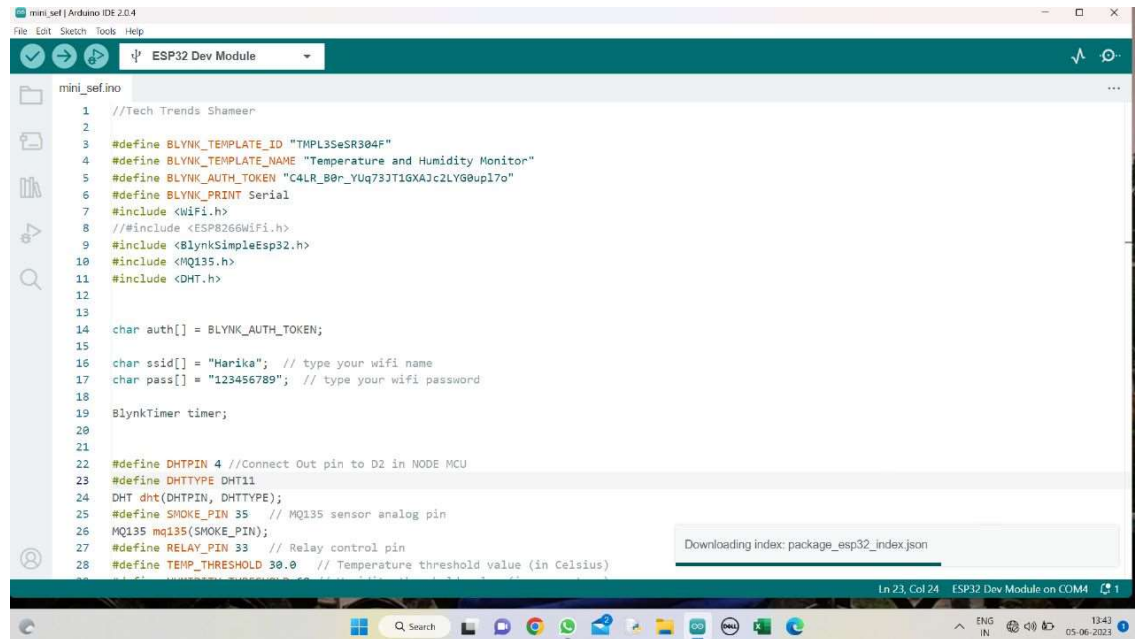 mini_sef | Arduino IDE 2.0.4
File Edit Sketch Tools Help
ESP32 Dev Module
mini_sef.ino
1 //Tech Trends Shameer
2
3 #define BLYNK_TEMPLATE_ID "TMPL3SeSR304F"
4 #define BLYNK_TEMPLATE_NAME "Temperature and Humidity Monitor"
5 #define BLYNK_AUTH_TOKEN "C4LR_B0r_YUq73JT1GXAJc2LYG0upl7o"
6 #define BLYNK_PRINT Serial
7 #include <WiFi.h>
8 //#include <ESP8266WiFi.h>
9 #include <BlynkSimpleEsp32.h>
10 #include <MQ135.h>
11 #include <DHT.h>
12
13
14 char auth[] = BLYNK_AUTH_TOKEN;
15
16 char ssid[] = "Harika"; // type your wifi name
17 char pass[] = "123456789"; // type your wifi password
18
19 BlynkTimer timer;
20
21
22 #define DHTPIN 4 //Connect Out pin to D2 in NODE MCU
23 #define DHTTYPE DHT11
24 DHT dht(DHTPIN, DHTTYPE);
25 #define SMOKE_PIN 35 // MQ135 sensor analog pin
26 MQ135 mq135(SMOKE_PIN);
27 #define RELAY_PIN 33 // Relay control pin
28 #define TEMP_THRESHOLD 30.0 // Temperature threshold value (in Celsius)
Downloading index: package_esp32_index.json
Ln 23, Col 24 ESP32 Dev Module on COM4 1
Search
DELL
ENG
IN
13:43
05-06-2023
1